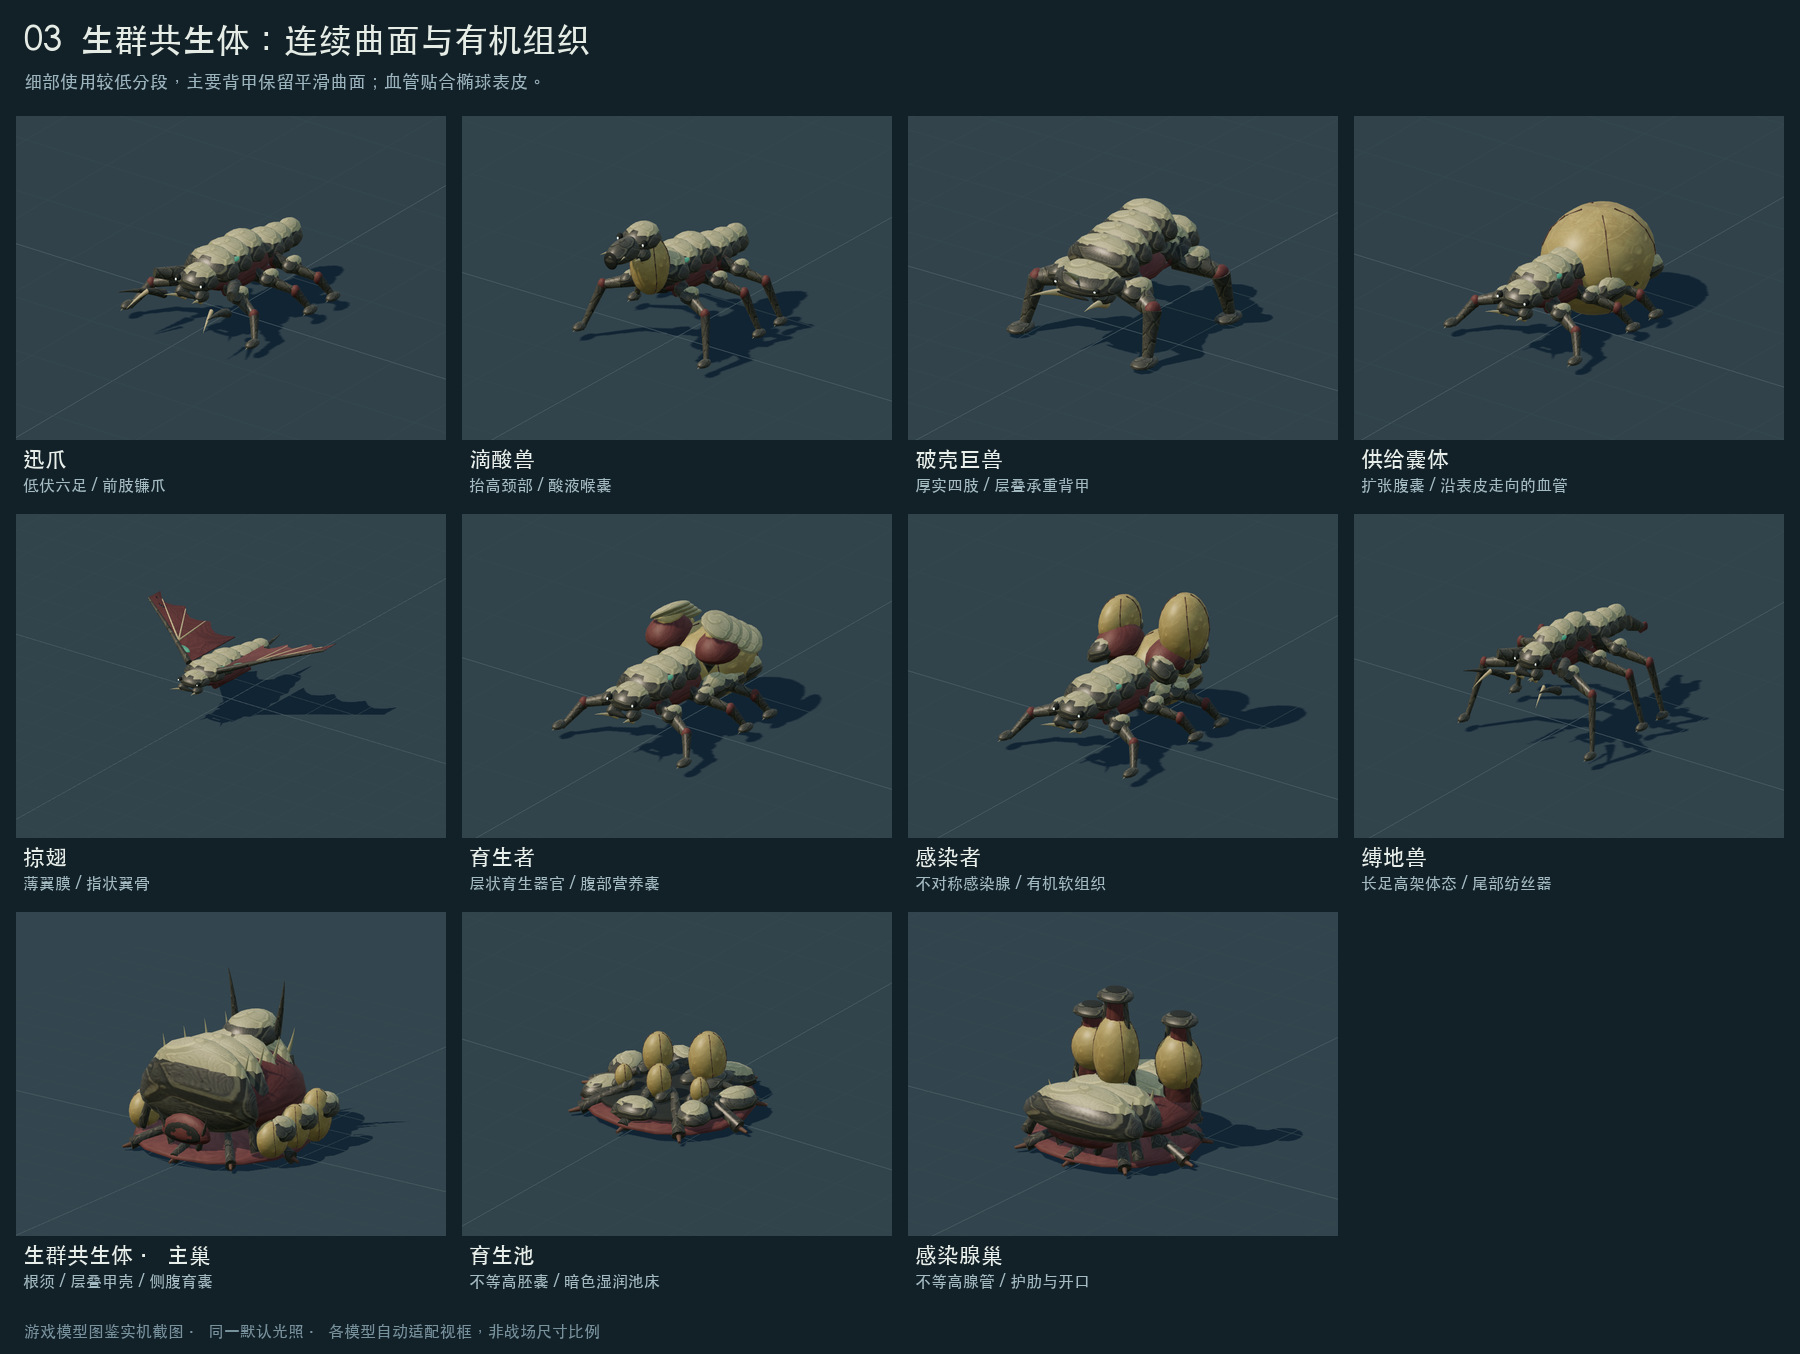 03 生群共生体：连续曲面与有机组织
细部使用较低分段，主要背甲保留平滑曲面；血管贴合椭球表皮。
迅爪
低伏六足 / 前肢镰爪
滴酸兽
抬高颈部 / 酸液喉囊
破壳巨兽
厚实四肢 / 层叠承重背甲
供给囊体
扩张腹囊 / 沿表皮走向的血管
掠翅
薄翼膜 / 指状翼骨
育生者
层状育生器官 / 腹部营养囊
感染者
不对称感染腺 / 有机软组织
缚地兽
长足高架体态 / 尾部纺丝器
生群共生体 · 主巢
根须 / 层叠甲壳 / 侧腹育囊
育生池
不等高胚囊 / 暗色湿润池床
感染腺巢
不等高腺管 / 护肋与开口
游戏模型图鉴实机截图 · 同一默认光照 · 各模型自动适配视框，非战场尺寸比例